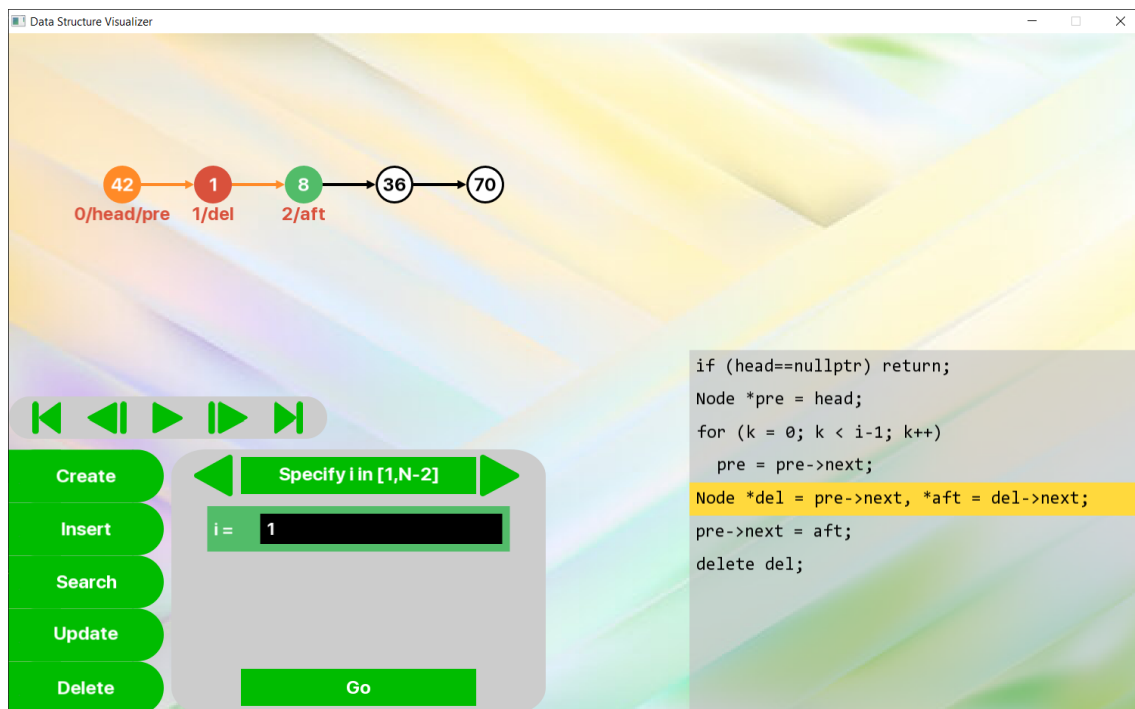 Data Structure Visualizer
42 1 8 36 70
0/head/pre 1/del 2/aft
if (head==nullptr) return;
Node *pre = head;
for (k = 0; k < i-1; k++)
pre = pre->next;
Node *del = pre->next, *aft = del->next;
pre->next = aft;
delete del;
Create
Insert
Search
Update
Delete
Specify i in [1,N-2]
i = 1
Go